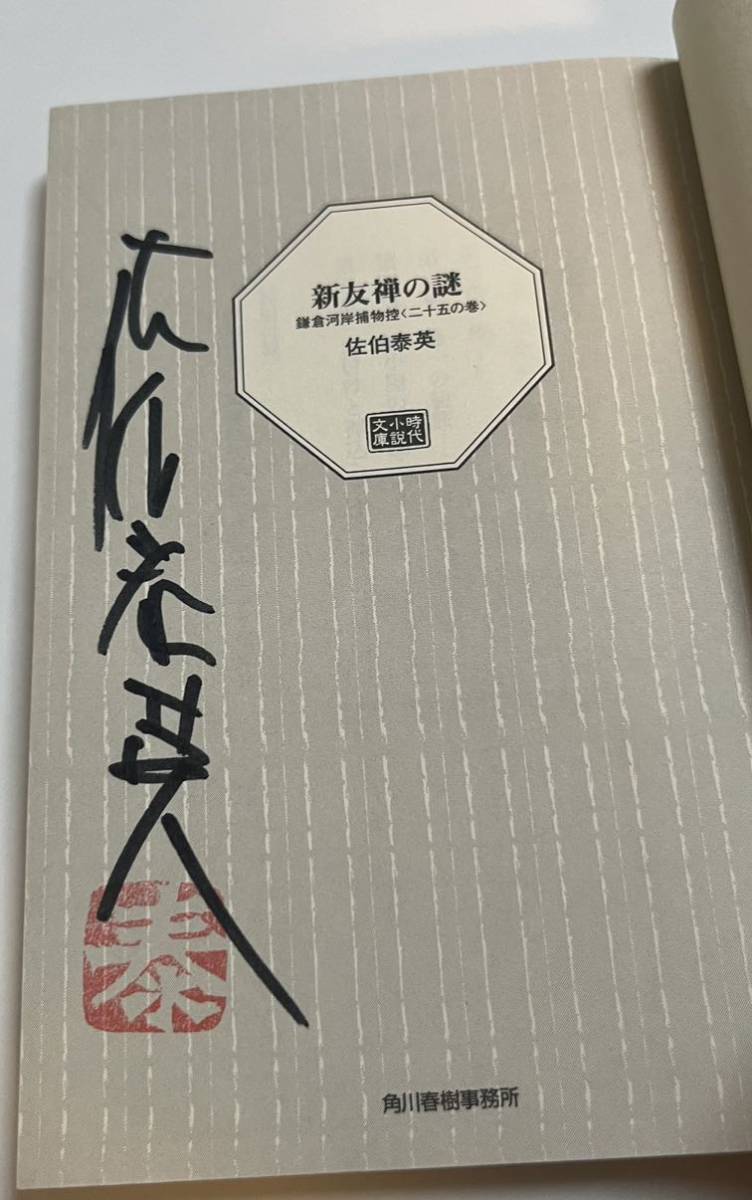 新友禅の謎
鎌倉河岸捕物控〈二十五の巻〉
佐伯泰英
時代
小説
文庫
佐伯泰英
泰
角川春樹事務所